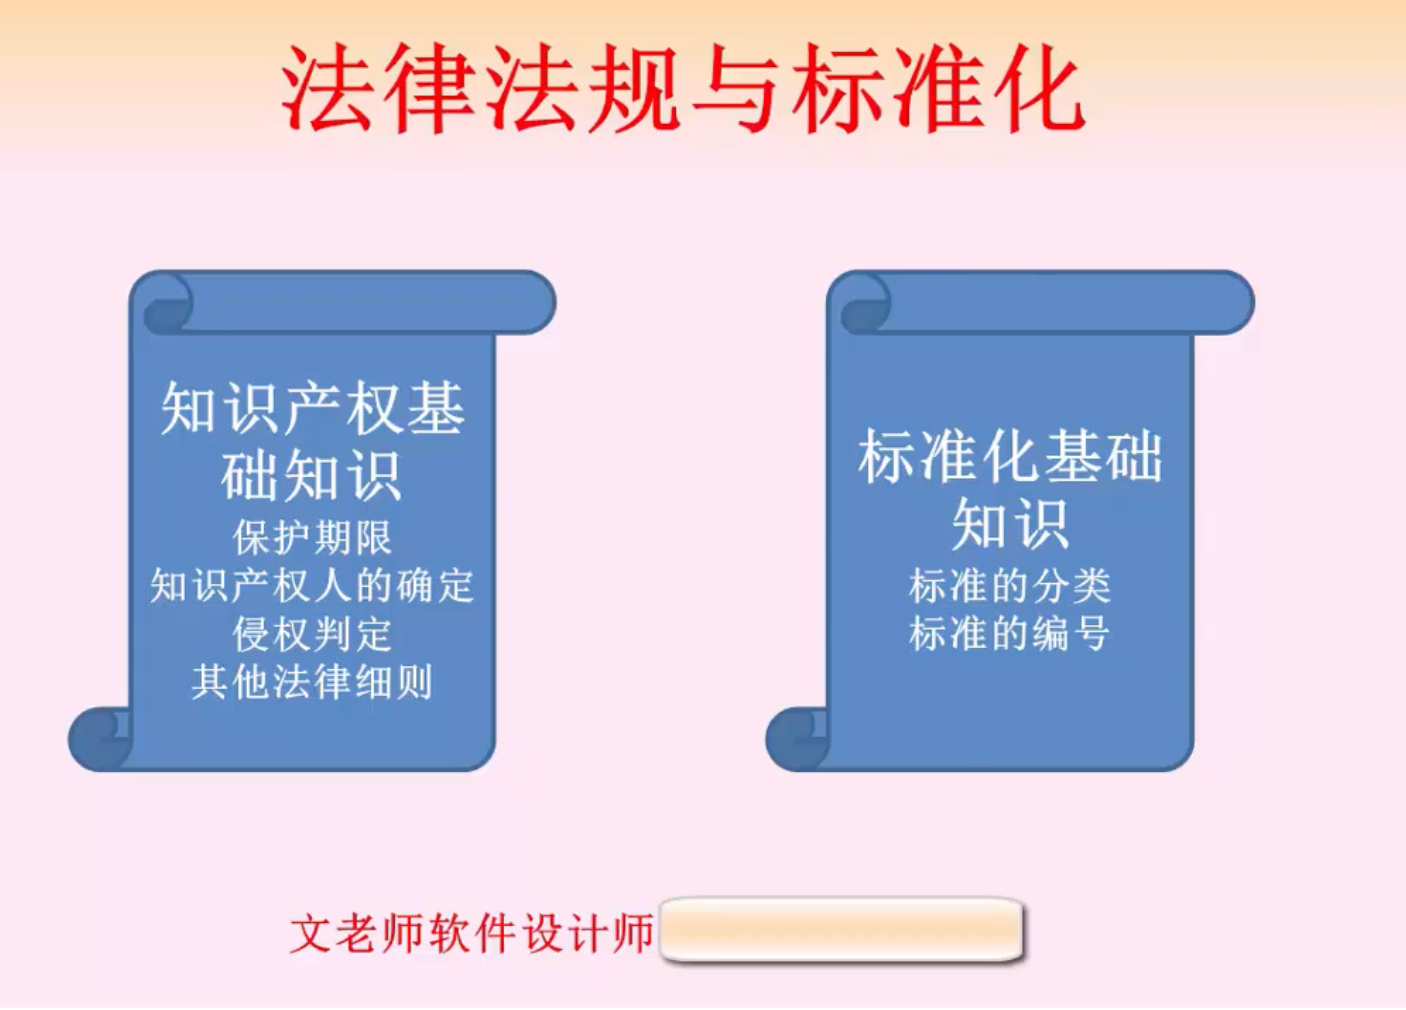 法律法规与标准化
知识产权基
础知识
保护期限
知识产权人的确定
侵权判定
其他法律细则
标准化基础
知识
标准的分类
标准的编号
文老师软件设计师